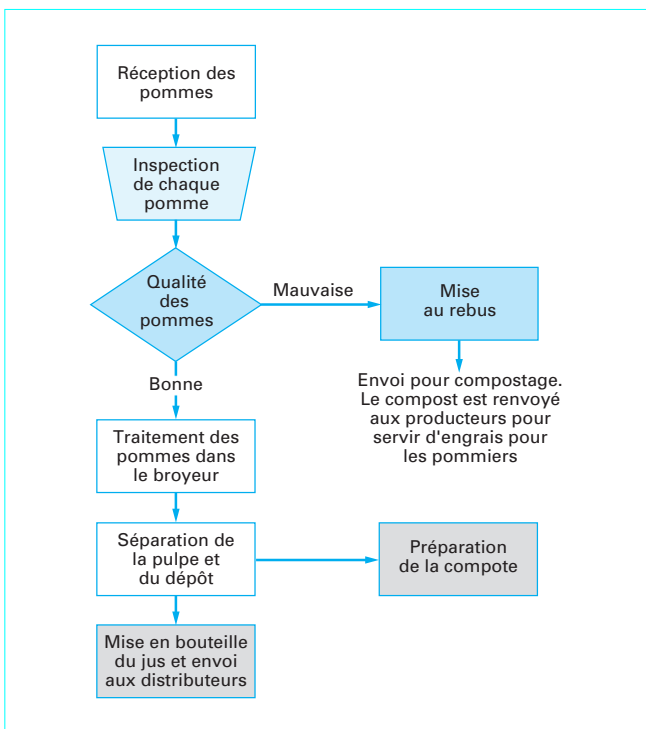 Réception des
pommes
Inspection
de chaque
pomme
Qualité
des
pommes
Mauvaise
Mise
au rebus
Envoi pour compostage.
Le compost est renvoyé
aux producteurs pour
servir d'engrais pour
les pommiers
Bonne
Traitement des
pommes dans
le broyeur
Séparation de
la pulpe et
du dépôt
Préparation
de la compote
Mise en bouteille
du jus et envoi
aux distributeurs